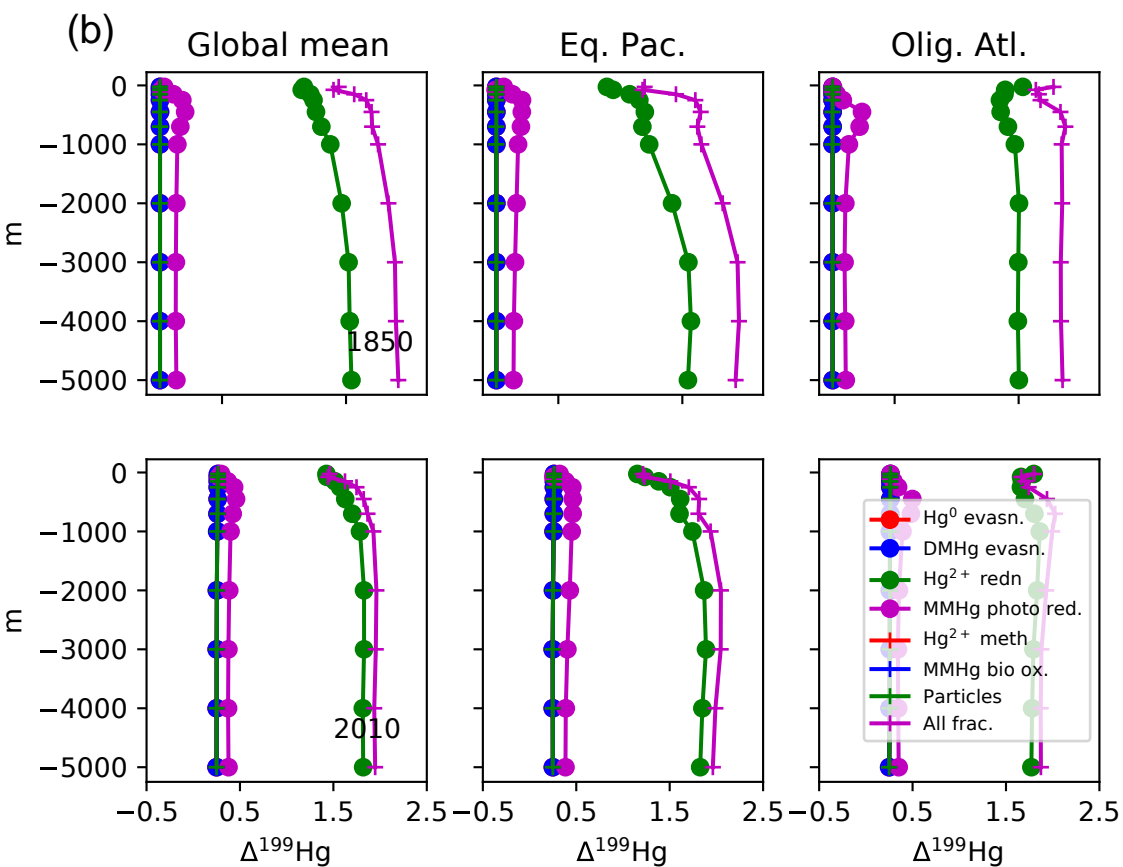 (b)
Global mean Eq. Pac. Olig. Atl.
0
−1000
−2000
−3000
−4000
−5000
m
1850
0
−1000
−2000
−3000
−4000
−5000
m
2010
Hg⁰ evasn.
DMHg evasn.
Hg²⁺ redn
MMHg photo red.
Hg²⁺ meth
MMHg bio ox.
Particles
All frac.
−0.5 0.5 1.5 2.5 −0.5 0.5 1.5 2.5 −0.5 0.5 1.5 2.5
Δ¹⁹⁹Hg Δ¹⁹⁹Hg Δ¹⁹⁹Hg